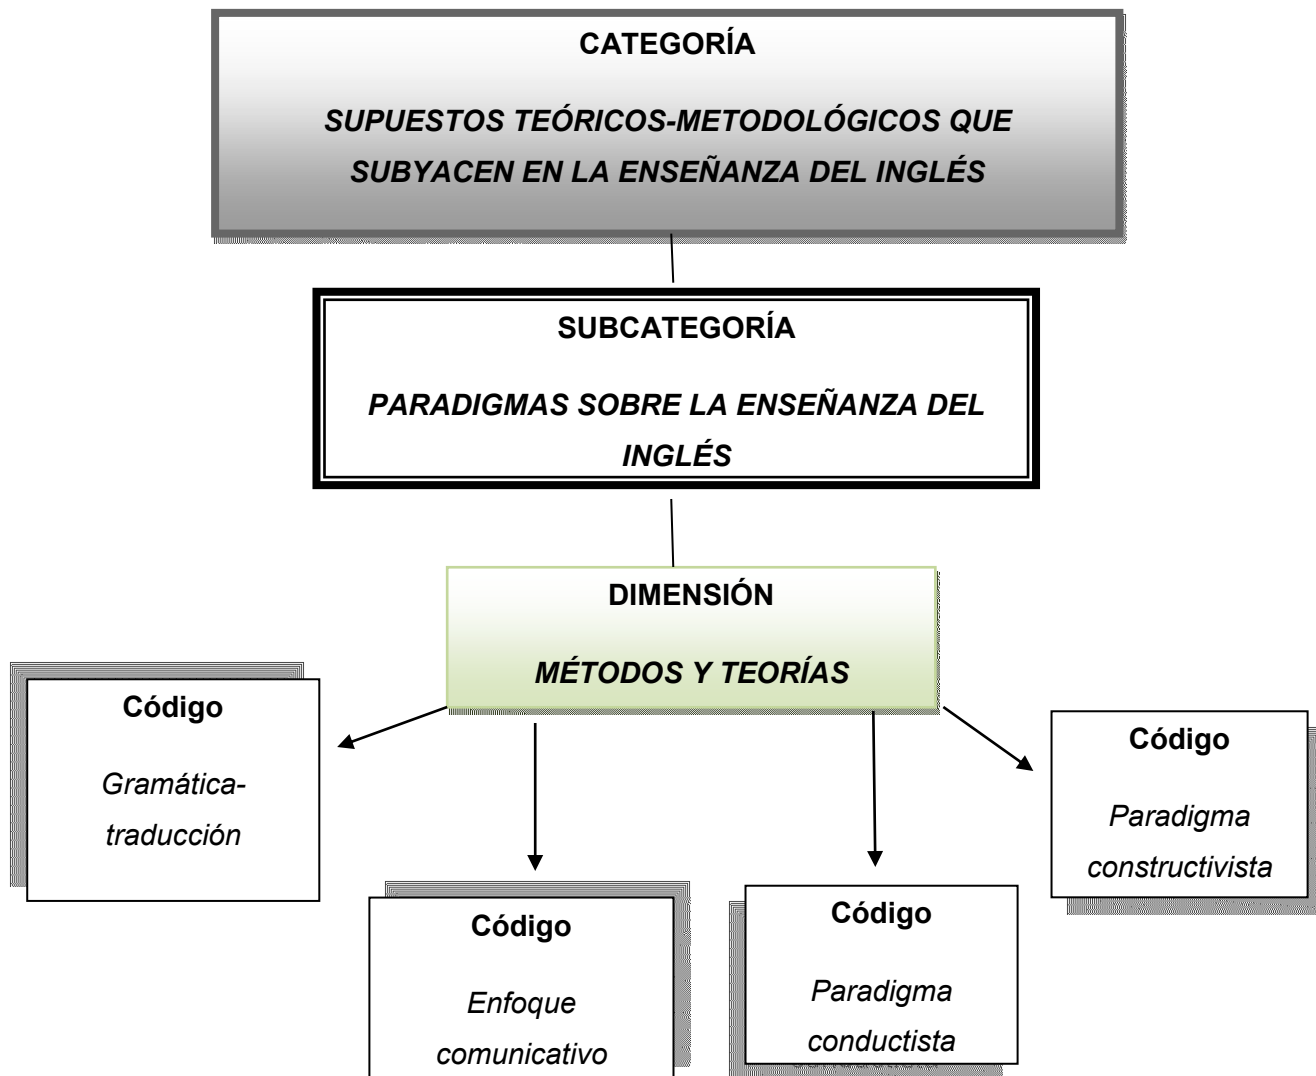 CATEGORÍA
SUPUESTOS TEÓRICOS-METODOLÓGICOS QUE
SUBYACEN EN LA ENSEÑANZA DEL INGLÉS
SUBCATEGORÍA
PARADIGMAS SOBRE LA ENSEÑANZA DEL
INGLÉS
DIMENSIÓN
MÉTODOS Y TEORÍAS
Código
Gramática-
traducción
Código
Enfoque
comunicativo
Código
Paradigma
conductista
Código
Paradigma
constructivista